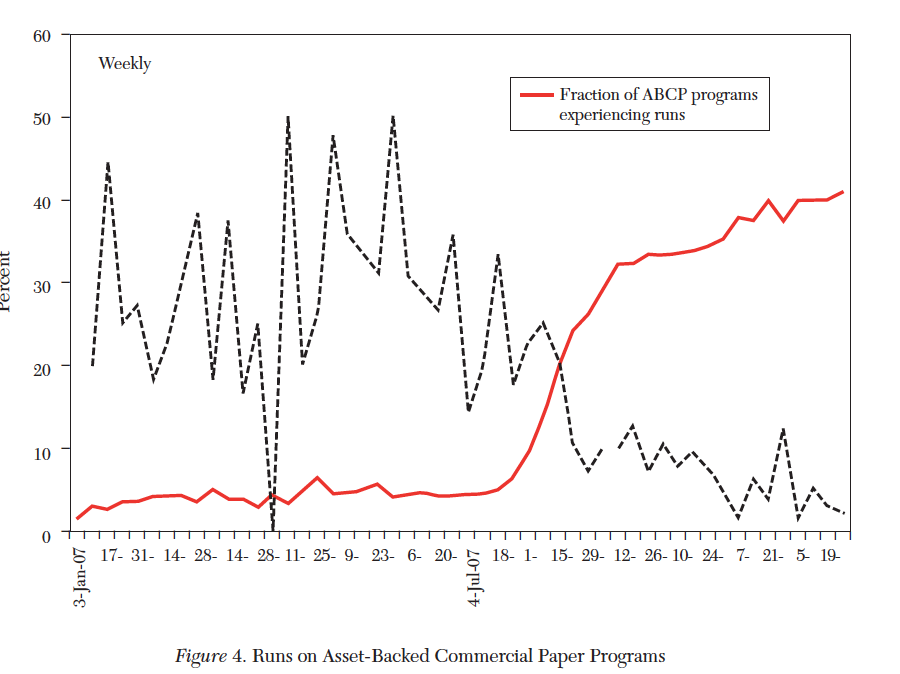 60
Weekly
Fraction of ABCP programs
experiencing runs
50
40
Percent
30
20
10
0
3-Jan-07 17- 31- 14- 28- 14- 28- 11- 25- 9- 23- 6- 20- 4-Jul-07 18- 1- 15- 29- 12- 26- 10- 24- 7- 21- 5- 19-
Figure 4. Runs on Asset-Backed Commercial Paper Programs